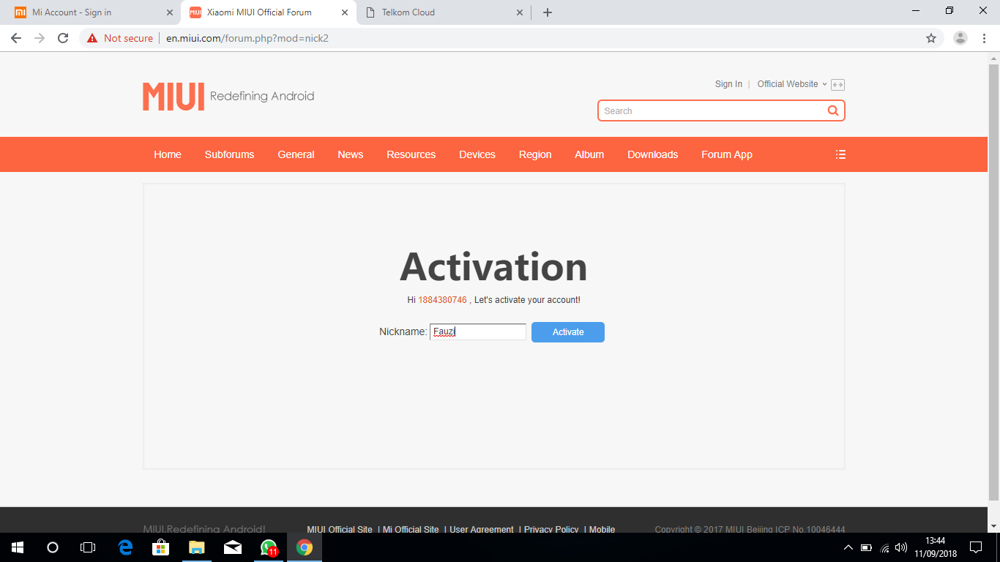 Mi Account - Sign in
Xiaomi MIUI Official Forum
Telkom Cloud
Not secure | en.miui.com/forum.php?mod=nick2
MIUI Redefining Android
Sign In | Official Website
Search
Home Subforums General News Resources Devices Region Album Downloads Forum App
Activation
Hi 1884380746 , Let's activate your account!
Nickname: Fauzi Activate
MIUI,Redefining Android! MIUI Official Site | Mi Official Site | User Agreement | Privacy Policy | Mobile Copyright © 2017 MIUI Beijing ICP No.10046444
11
13:44
11/09/2018